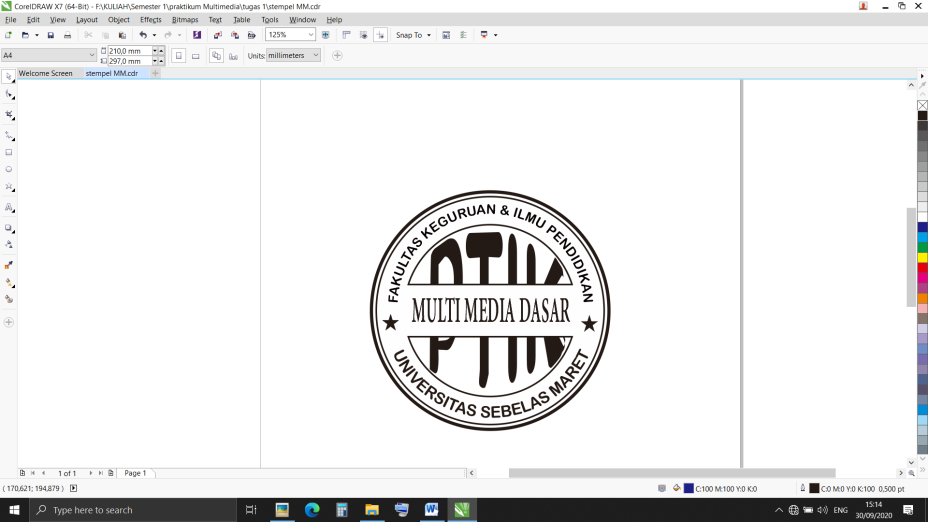 CorelDRAW X7 (64-Bit) - F:\KULIAH\Semester 1\praktikum Multimedia\tugas 1\stempel MM.cdr
File Edit View Layout Object Effects Bitmaps Text Table Tools Window Help
125% Snap To
A4 210,0 mm Units: millimeters
297,0 mm
Welcome Screen stempel MM.cdr
FAKULTAS KEGURUAN & ILMU PENDIDIKAN
PTIK
MULTI MEDIA DASAR
UNIVERSITAS SEBELAS MARET
1 of 1 Page 1
( 170,621; 194,879 ) C:100 M:100 Y:0 K:0 C:0 M:0 Y:0 K:100 0,500 pt
Type here to search ENG 15:14
30/09/2020